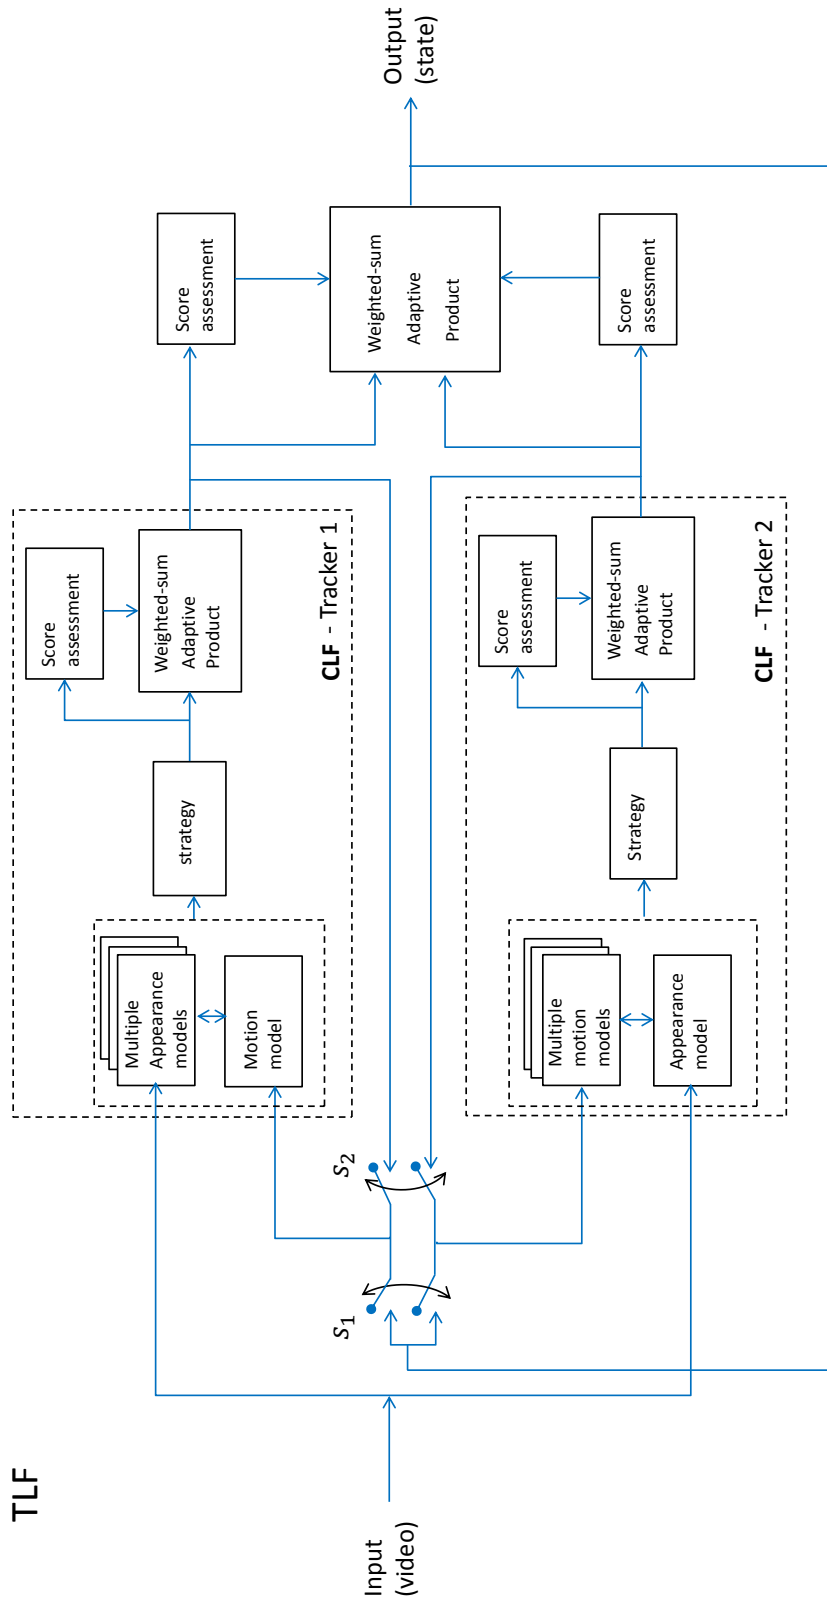 TLF
Input
(video)
Multiple
Appearance
models
Motion
model
strategy
Score
assessment
Weighted-sum
Adaptive
Product
CLF - Tracker 1
S1
S2
Multiple
motion
models
Appearance
model
Strategy
Score
assessment
Weighted-sum
Adaptive
Product
CLF - Tracker 2
Score
assessment
Weighted-sum
Adaptive
Product
Score
assessment
Output
(state)